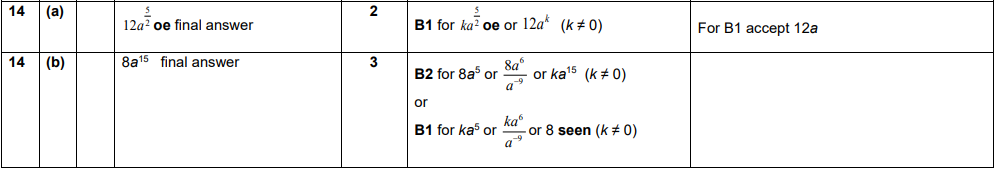 14 (a) 12a^{5/2} oe final answer 2 B1 for ka^{5/2} oe or 12a^k (k ≠ 0) For B1 accept 12a
14 (b) 8a^{15} final answer 3 B2 for 8a^5 or \frac{8a^6}{a^{-9}} or ka^{15} (k ≠ 0)
or
B1 for ka^5 or \frac{ka^6}{a^{-9}} or 8 seen (k ≠ 0)